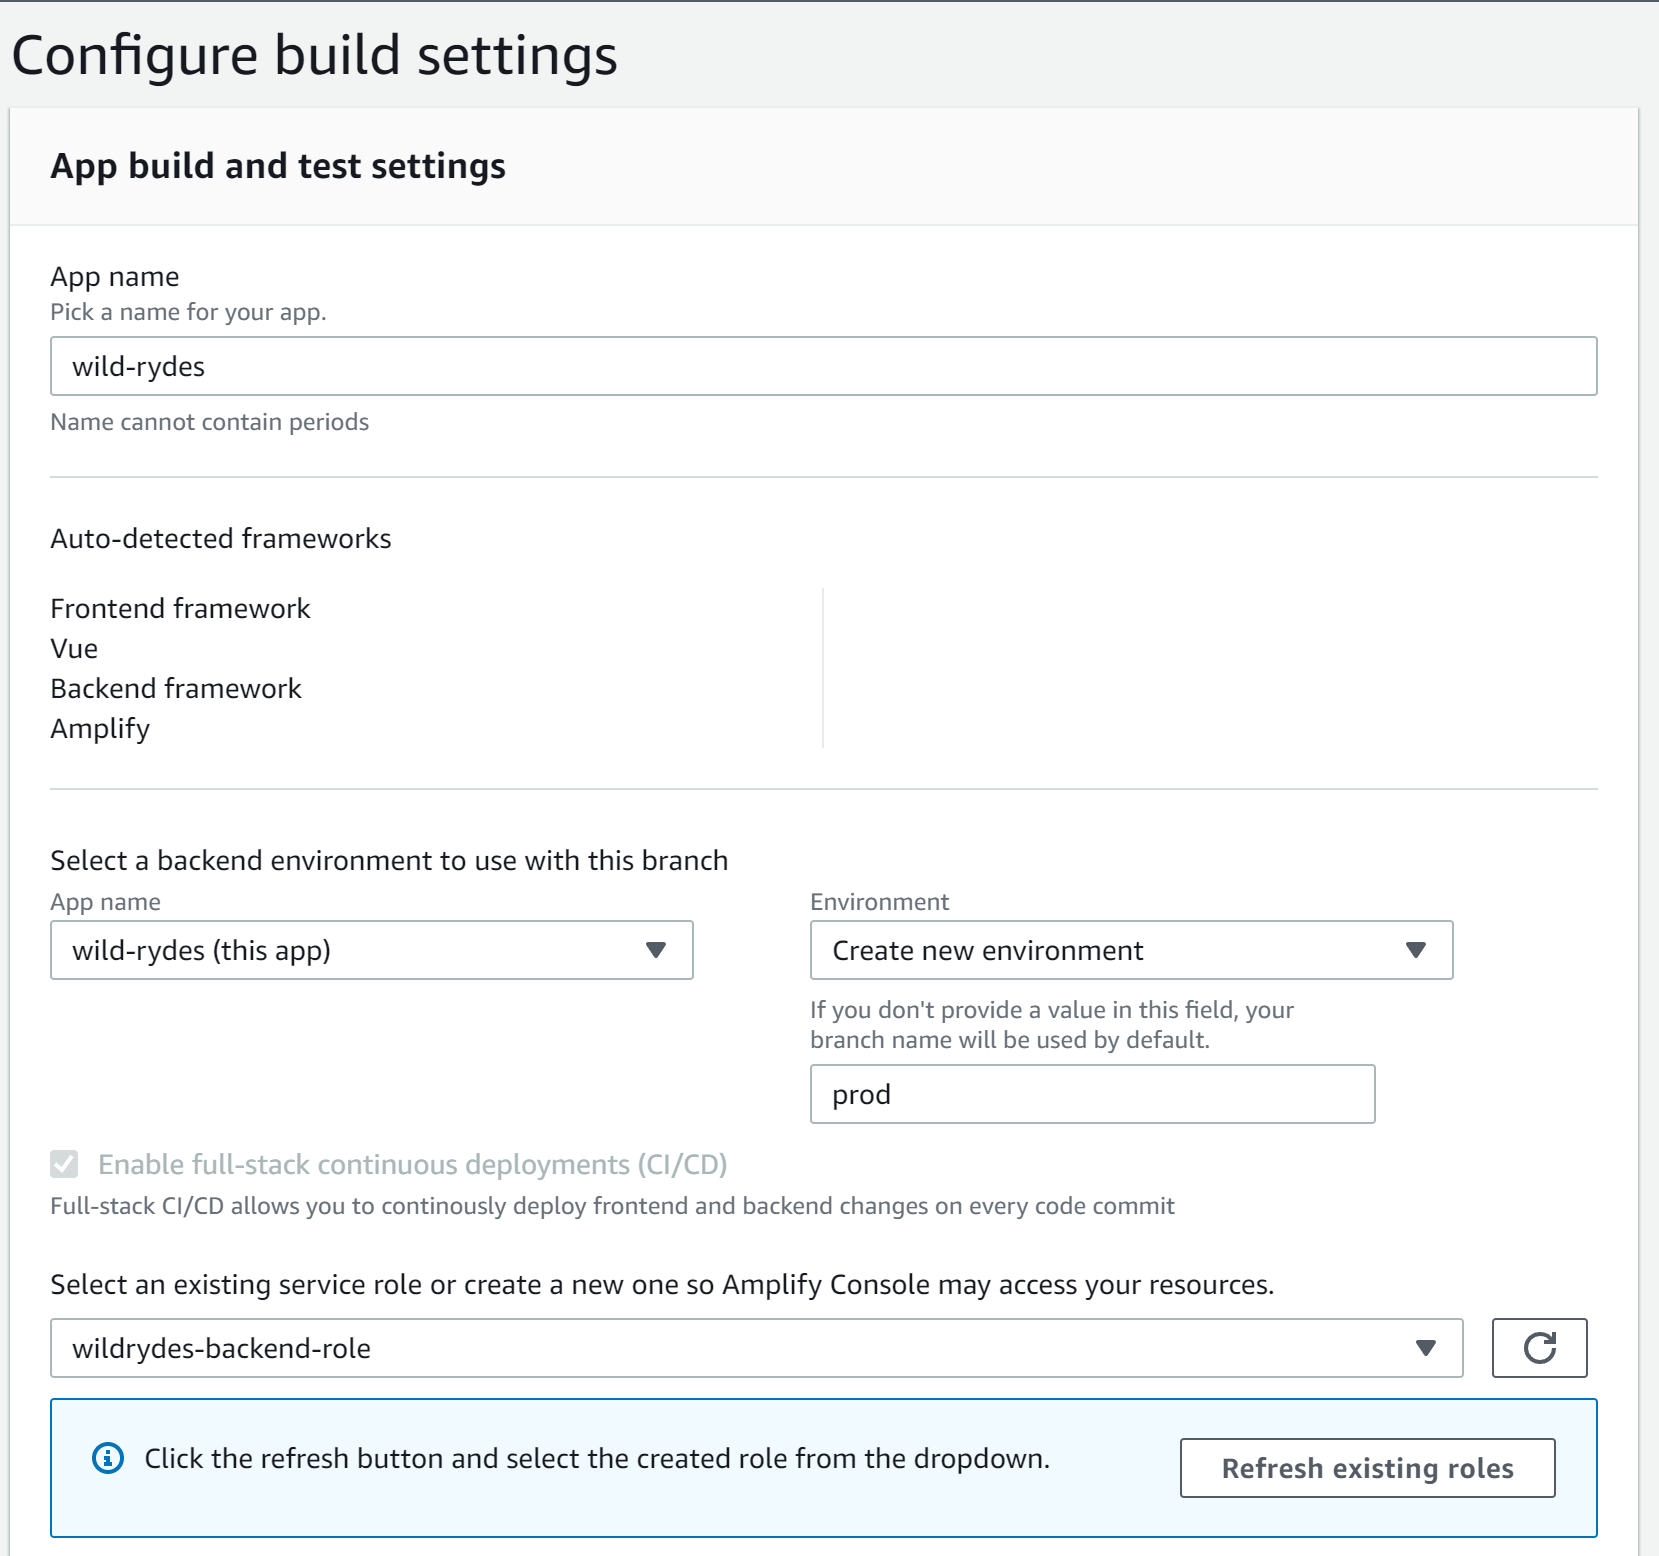 Configure build settings
App build and test settings
App name
Pick a name for your app.
wild-rydes
Name cannot contain periods
Auto-detected frameworks
Frontend framework
Vue
Backend framework
Amplify
Select a backend environment to use with this branch
App name
wild-rydes (this app)
Environment
Create new environment
If you don't provide a value in this field, your
branch name will be used by default.
prod
Enable full-stack continuous deployments (CI/CD)
Full-stack CI/CD allows you to continously deploy frontend and backend changes on every code commit
Select an existing service role or create a new one so Amplify Console may access your resources.
wildrydes-backend-role
Click the refresh button and select the created role from the dropdown.
Refresh existing roles